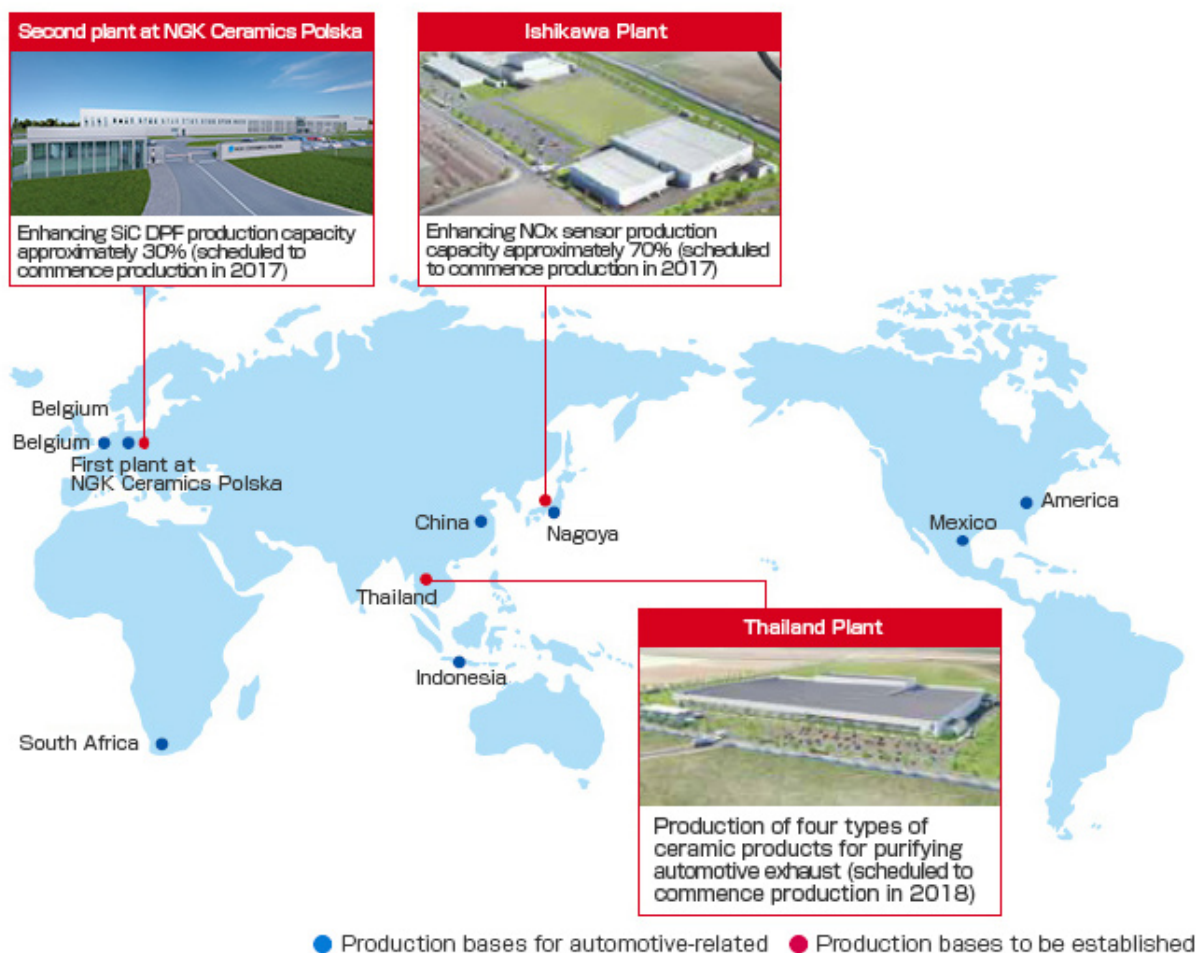 Second plant at NGK Ceramics Polska
NGK CERAMICS POLSKA
Enhancing SiC DPF production capacity
approximately 30% (scheduled to
commence production in 2017)
Ishikawa Plant
Enhancing NOx sensor production
capacity approximately 70% (scheduled
to commence production in 2017)
Belgium
Belgium
First plant at
NGK Ceramics Polska
China
Nagoya
Thailand
Indonesia
South Africa
America
Mexico
Thailand Plant
Production of four types of
ceramic products for purifying
automotive exhaust (scheduled to
commence production in 2018)
Production bases for automotive-related
Production bases to be established